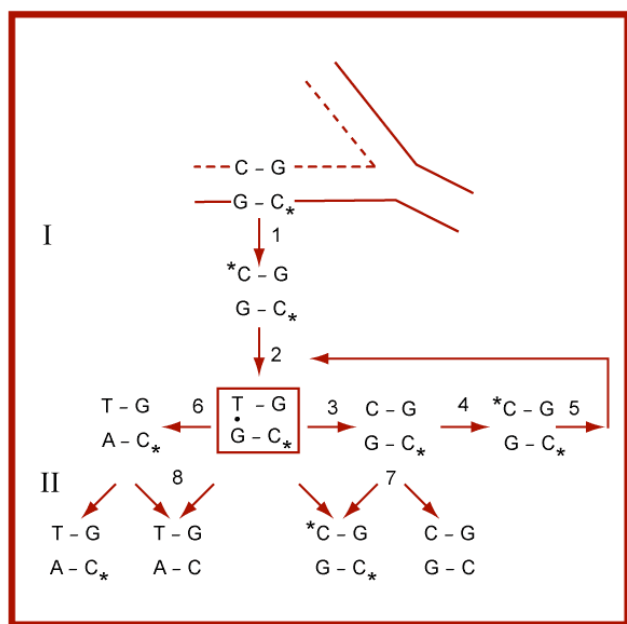 C – G
G – C*
I
1
*C – G
G – C*
2
T – G
A – C*
6
T – G
•
G – C*
3
C – G
G – C*
4
*C – G
G – C*
5
II
8
7
T – G
A – C*
T – G
A – C
*C – G
G – C*
C – G
G – C